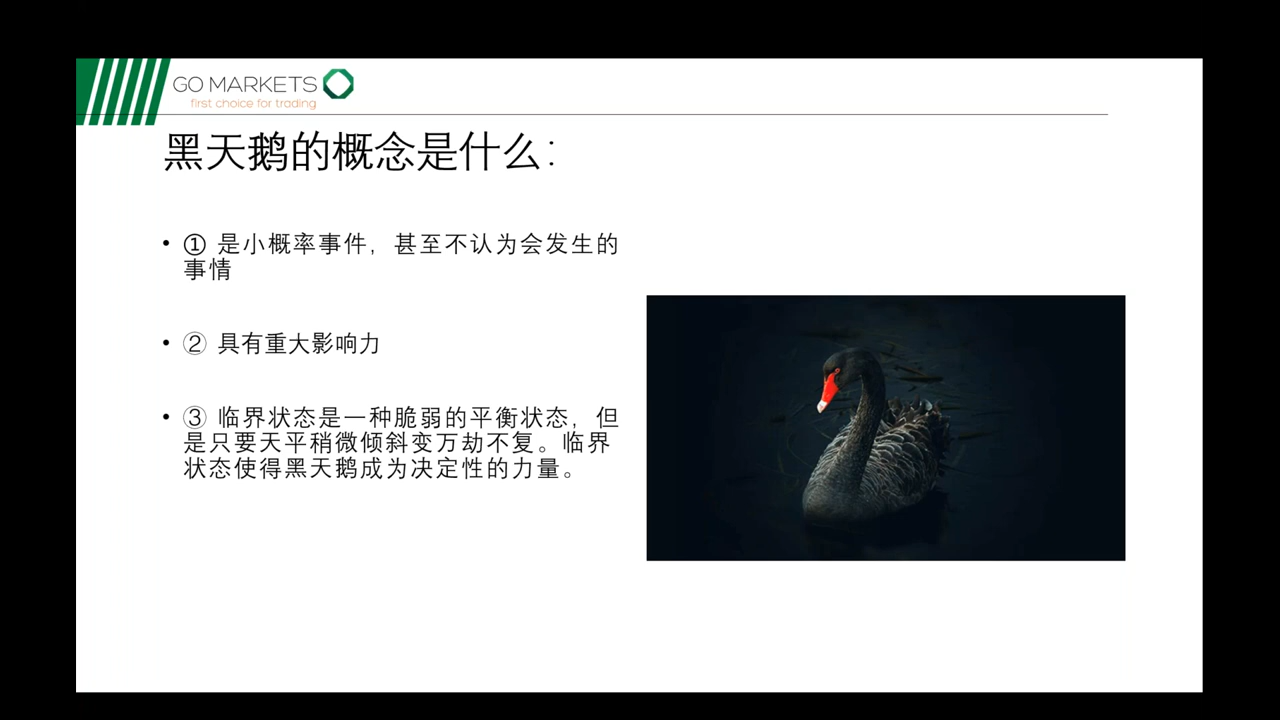 GO MARKETS
first choice for trading
黑天鹅的概念是什么：
• ① 是小概率事件，甚至不认为会发生的
事情
• ② 具有重大影响力
• ③ 临界状态是一种脆弱的平衡状态，但
是只要天平稍微倾斜变万劫不复。临界
状态使得黑天鹅成为决定性的力量。